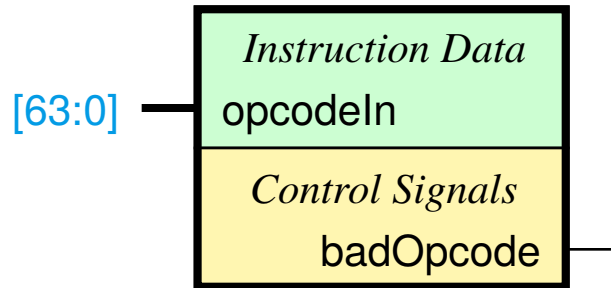 Instruction Data
[63:0] opcodeIn
Control Signals
badOpcode